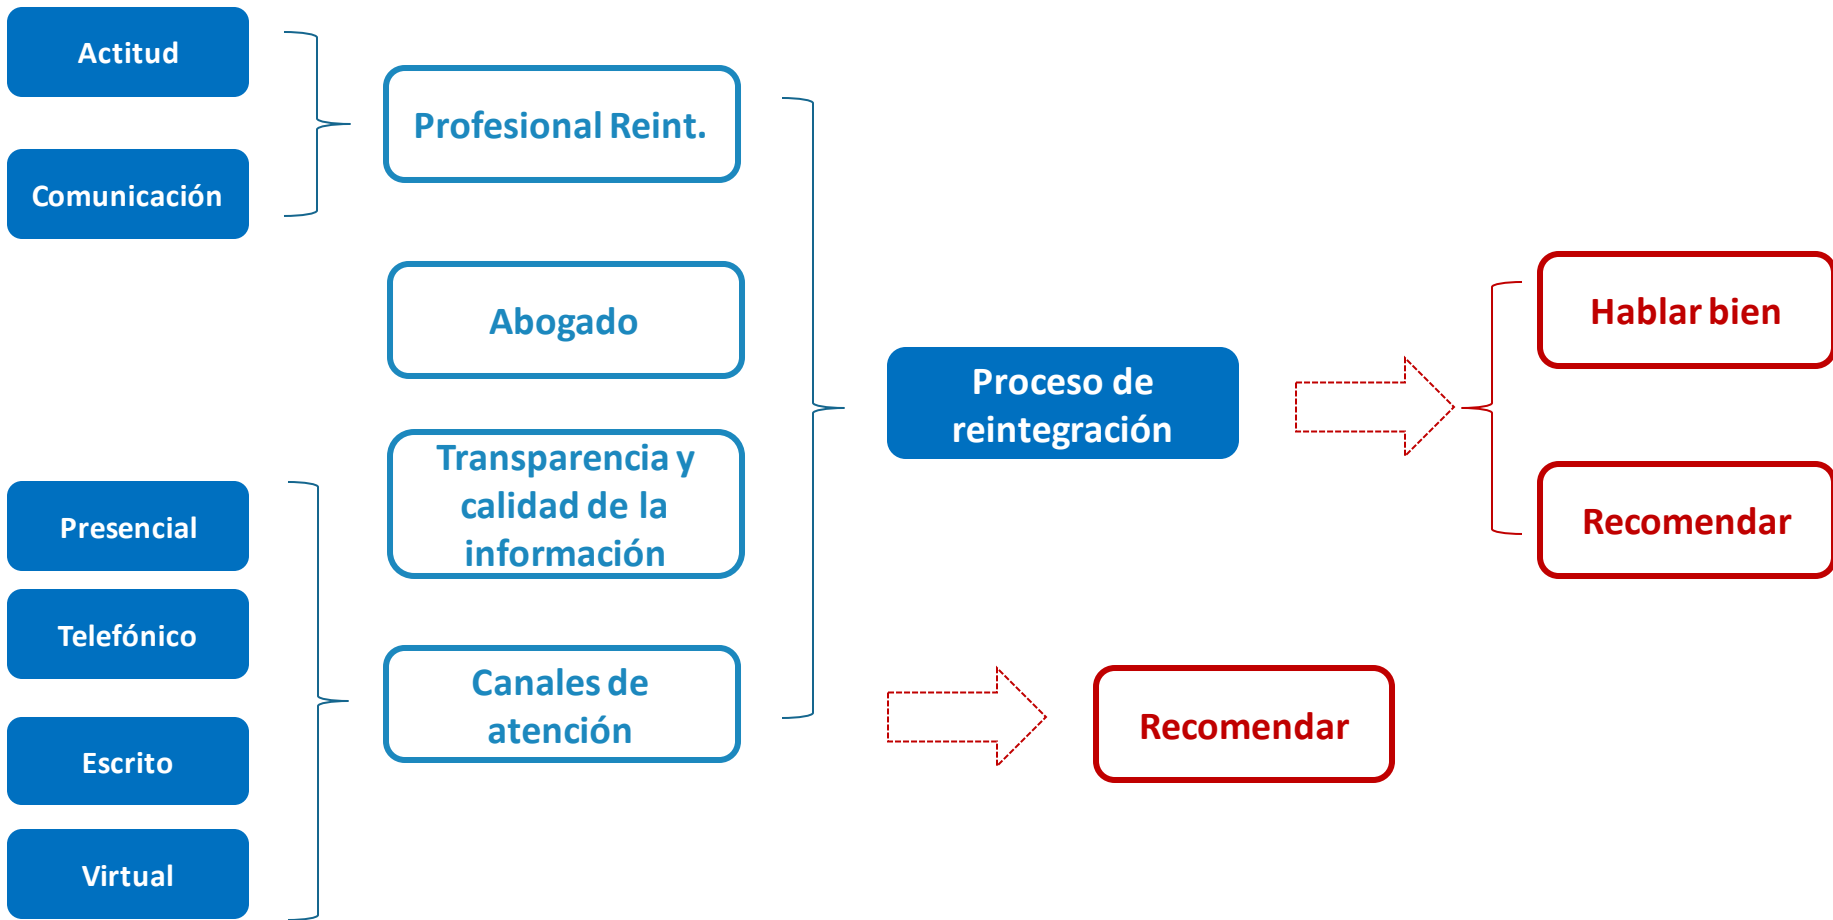 Actitud
Comunicación
Profesional Reint.
Abogado
Transparencia y
calidad de la
información
Presencial
Telefónico
Escrito
Virtual
Canales de
atención
Proceso de
reintegración
Hablar bien
Recomendar
Recomendar